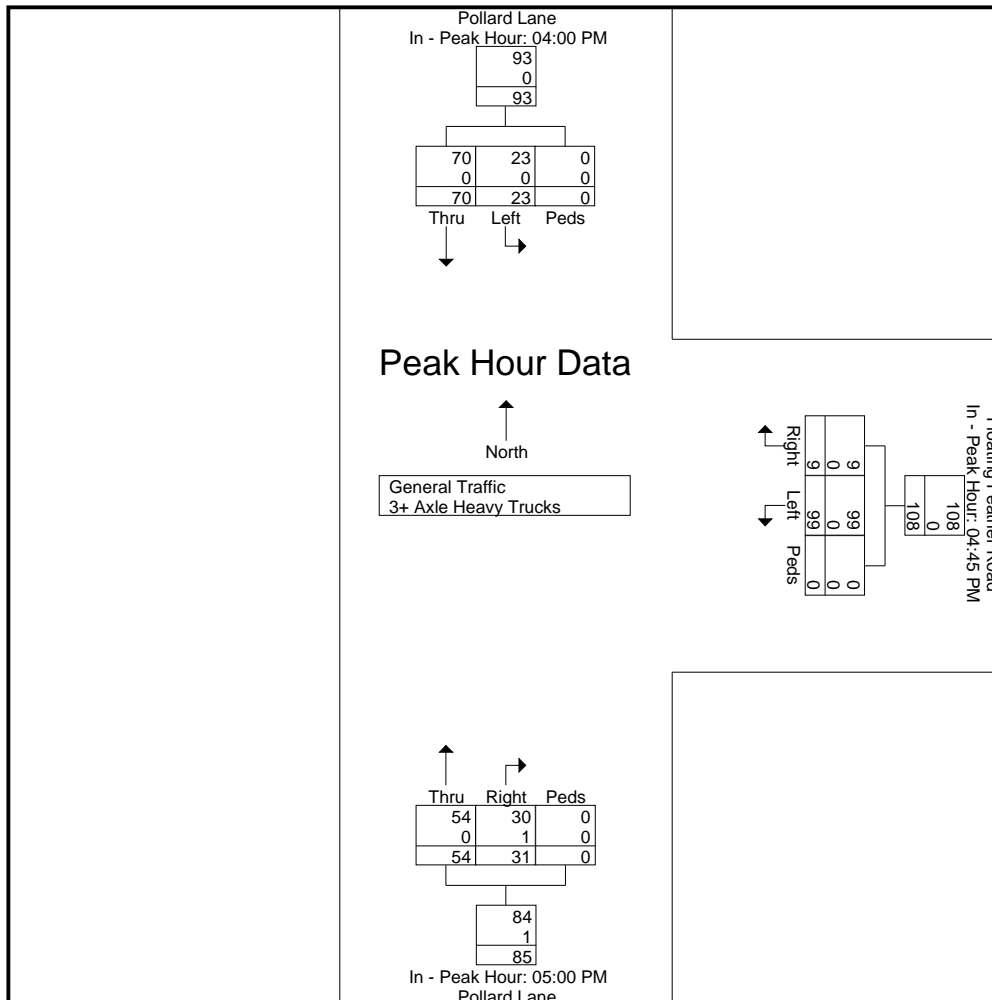 Pollard Lane
In - Peak Hour: 04:00 PM
93
0
93
70 23 0
0 0 0
70 23 0
Thru Left Peds
Peak Hour Data
North
General Traffic
3+ Axle Heavy Trucks
Right Left Peds
9 99 0
0 0 0
9 99 0
108
0
108
In - Peak Hour: 04:45 PM
Floating Feather Road
Thru Right Peds
54 30 0
0 1 0
54 31 0
84
1
85
In - Peak Hour: 05:00 PM
Pollard Lane